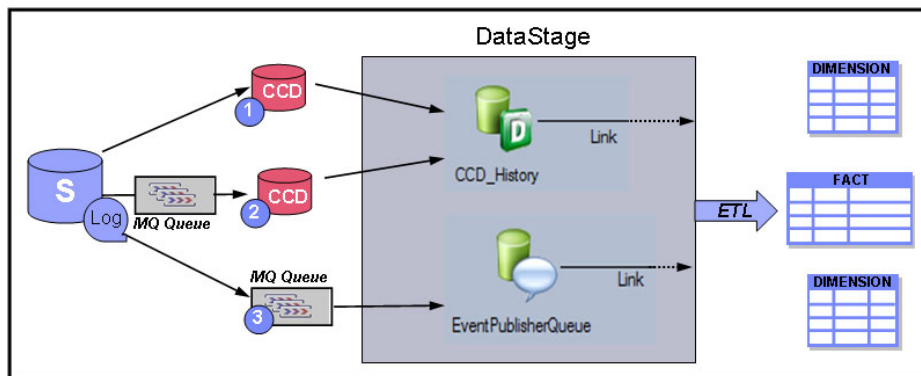 DataStage
DIMENSION
1
CCD
D
Link
CCD_History
S
Log
MQ Queue
2
CCD
FACT
ETL
MQ Queue
3
EventPublisherQueue
Link
DIMENSION